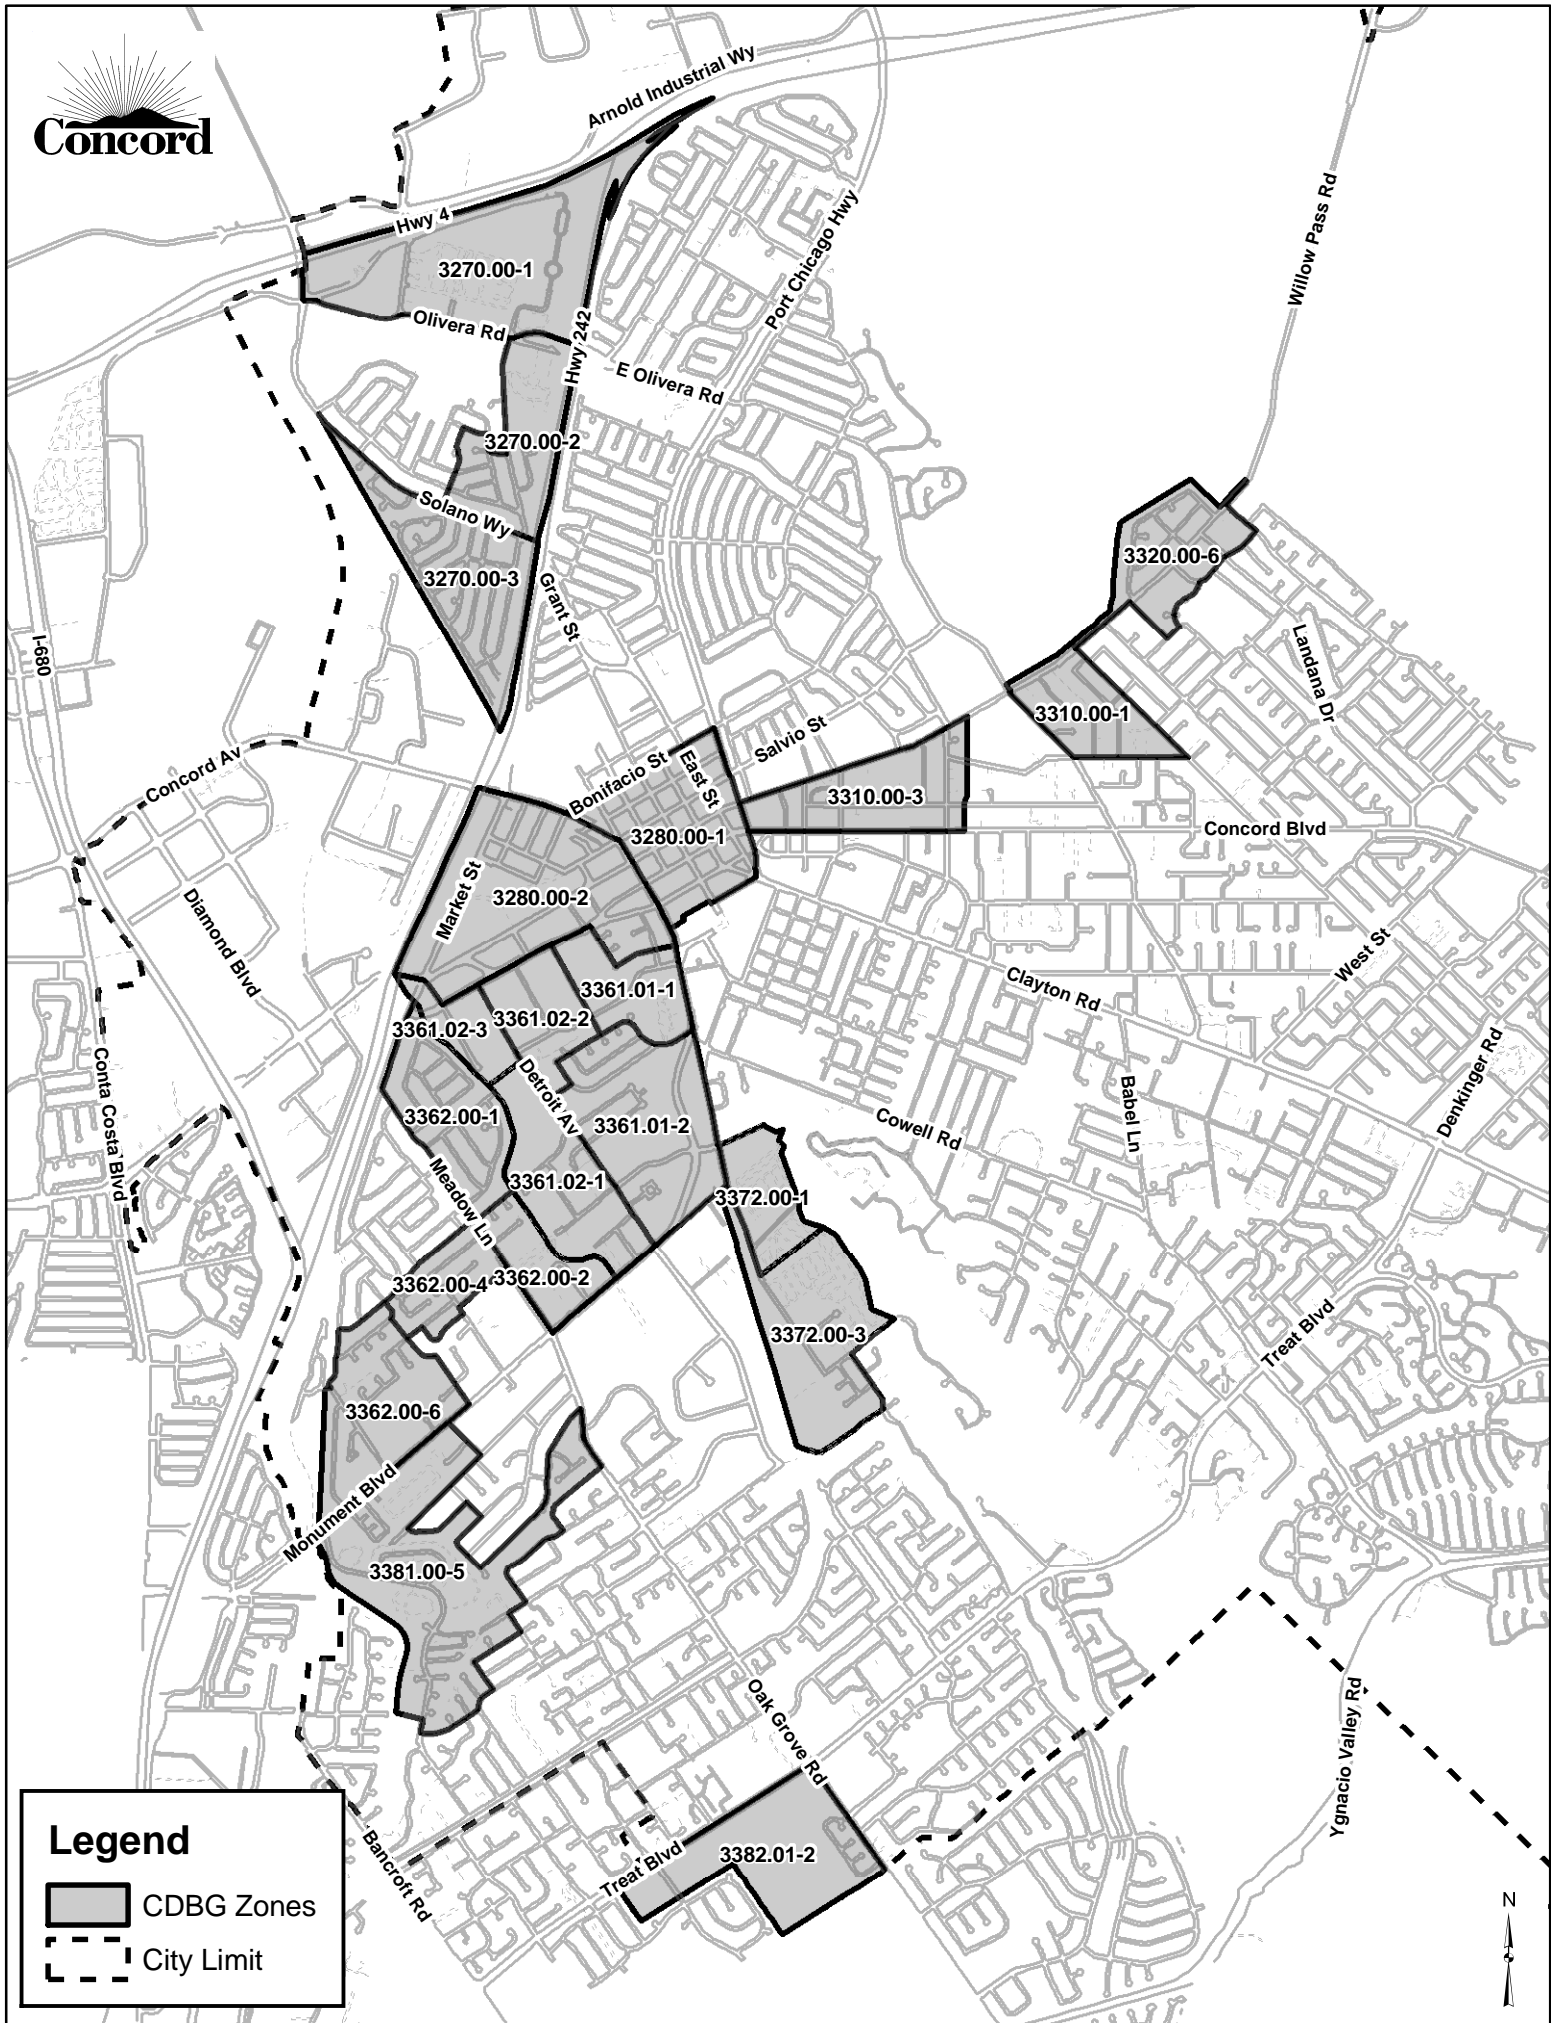 Concord
Arnold Industrial Wy
Hwy 4
3270.00-1
Willow Pass Rd
Port Chicago Hwy
Olivera Rd
Hwy 242
E Olivera Rd
3270.00-2
Solano Wy
3270.00-3
Grant St
3320.00-6
I-680
Landana Dr
3310.00-1
Salvio St
East St
Bonifacio St
Concord Av
3310.00-3
3280.00-1
Concord Blvd
Market St
3280.00-2
Diamond Blvd
West St
Clayton Rd
3361.01-1
3361.02-2
3361.02-3
Conta Costa Blvd
Detroit Av
Denkinger Rd
Babel Ln
3362.00-1
3361.01-2
Cowell Rd
Meadow Ln
3361.02-1
3372.00-1
3362.00-4
3362.00-2
3372.00-3
Treat Blvd
3362.00-6
Monument Blvd
3381.00-5
Oak Grove Rd
Ygnacio Valley Rd
Bancroft Rd
Treat Blvd
3382.01-2
Legend
CDBG Zones
City Limit
N